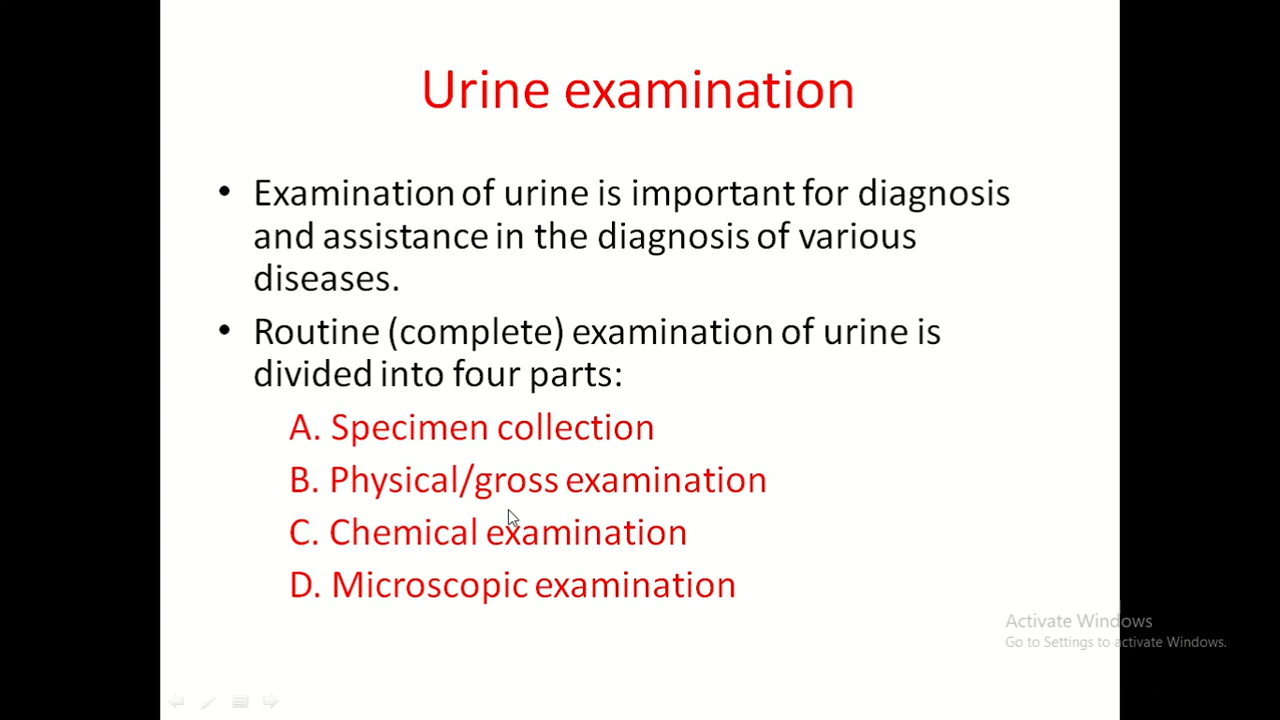 Urine examination
• Examination of urine is important for diagnosis
and assistance in the diagnosis of various
diseases.
• Routine (complete) examination of urine is
divided into four parts:
A. Specimen collection
B. Physical/gross examination
C. Chemical examination
D. Microscopic examination
Activate Windows
Go to Settings to activate Windows.